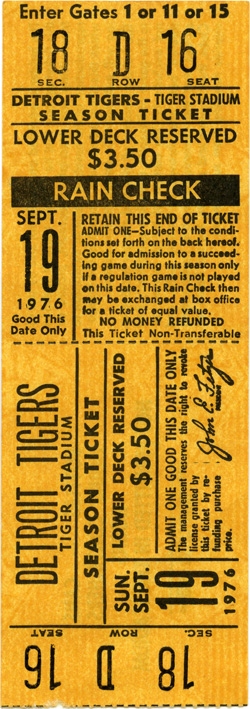 Enter Gates 1 or 11 or 15
18 D 16
SEC. ROW SEAT
DETROIT TIGERS - TIGER STADIUM
SEASON TICKET
LOWER DECK RESERVED
$3.50
RAIN CHECK
SEPT.
19
1976
Good This
Date Only
RETAIN THIS END OF TICKET
ADMIT ONE—Subject to the condi-
tions set forth on the back hereof.
Good for admission to a succeed-
ing game during this season only
if a regulation game is not played
on this date. This Rain Check then
may be exchanged at box office
for a ticket of equal value.
NO MONEY REFUNDED
This Ticket Non-Transferable
DETROIT TIGERS
TIGER STADIUM
SEASON TICKET
LOWER DECK RESERVED
$3.50
SUN.
SEPT.
19
1976
ADMIT ONE GOOD THIS DATE ONLY
The management reserves the right to revoke
license granted by
this ticket by re-
funding purchase
price.
John E.
SEAT ROW SEC.
16 D 18